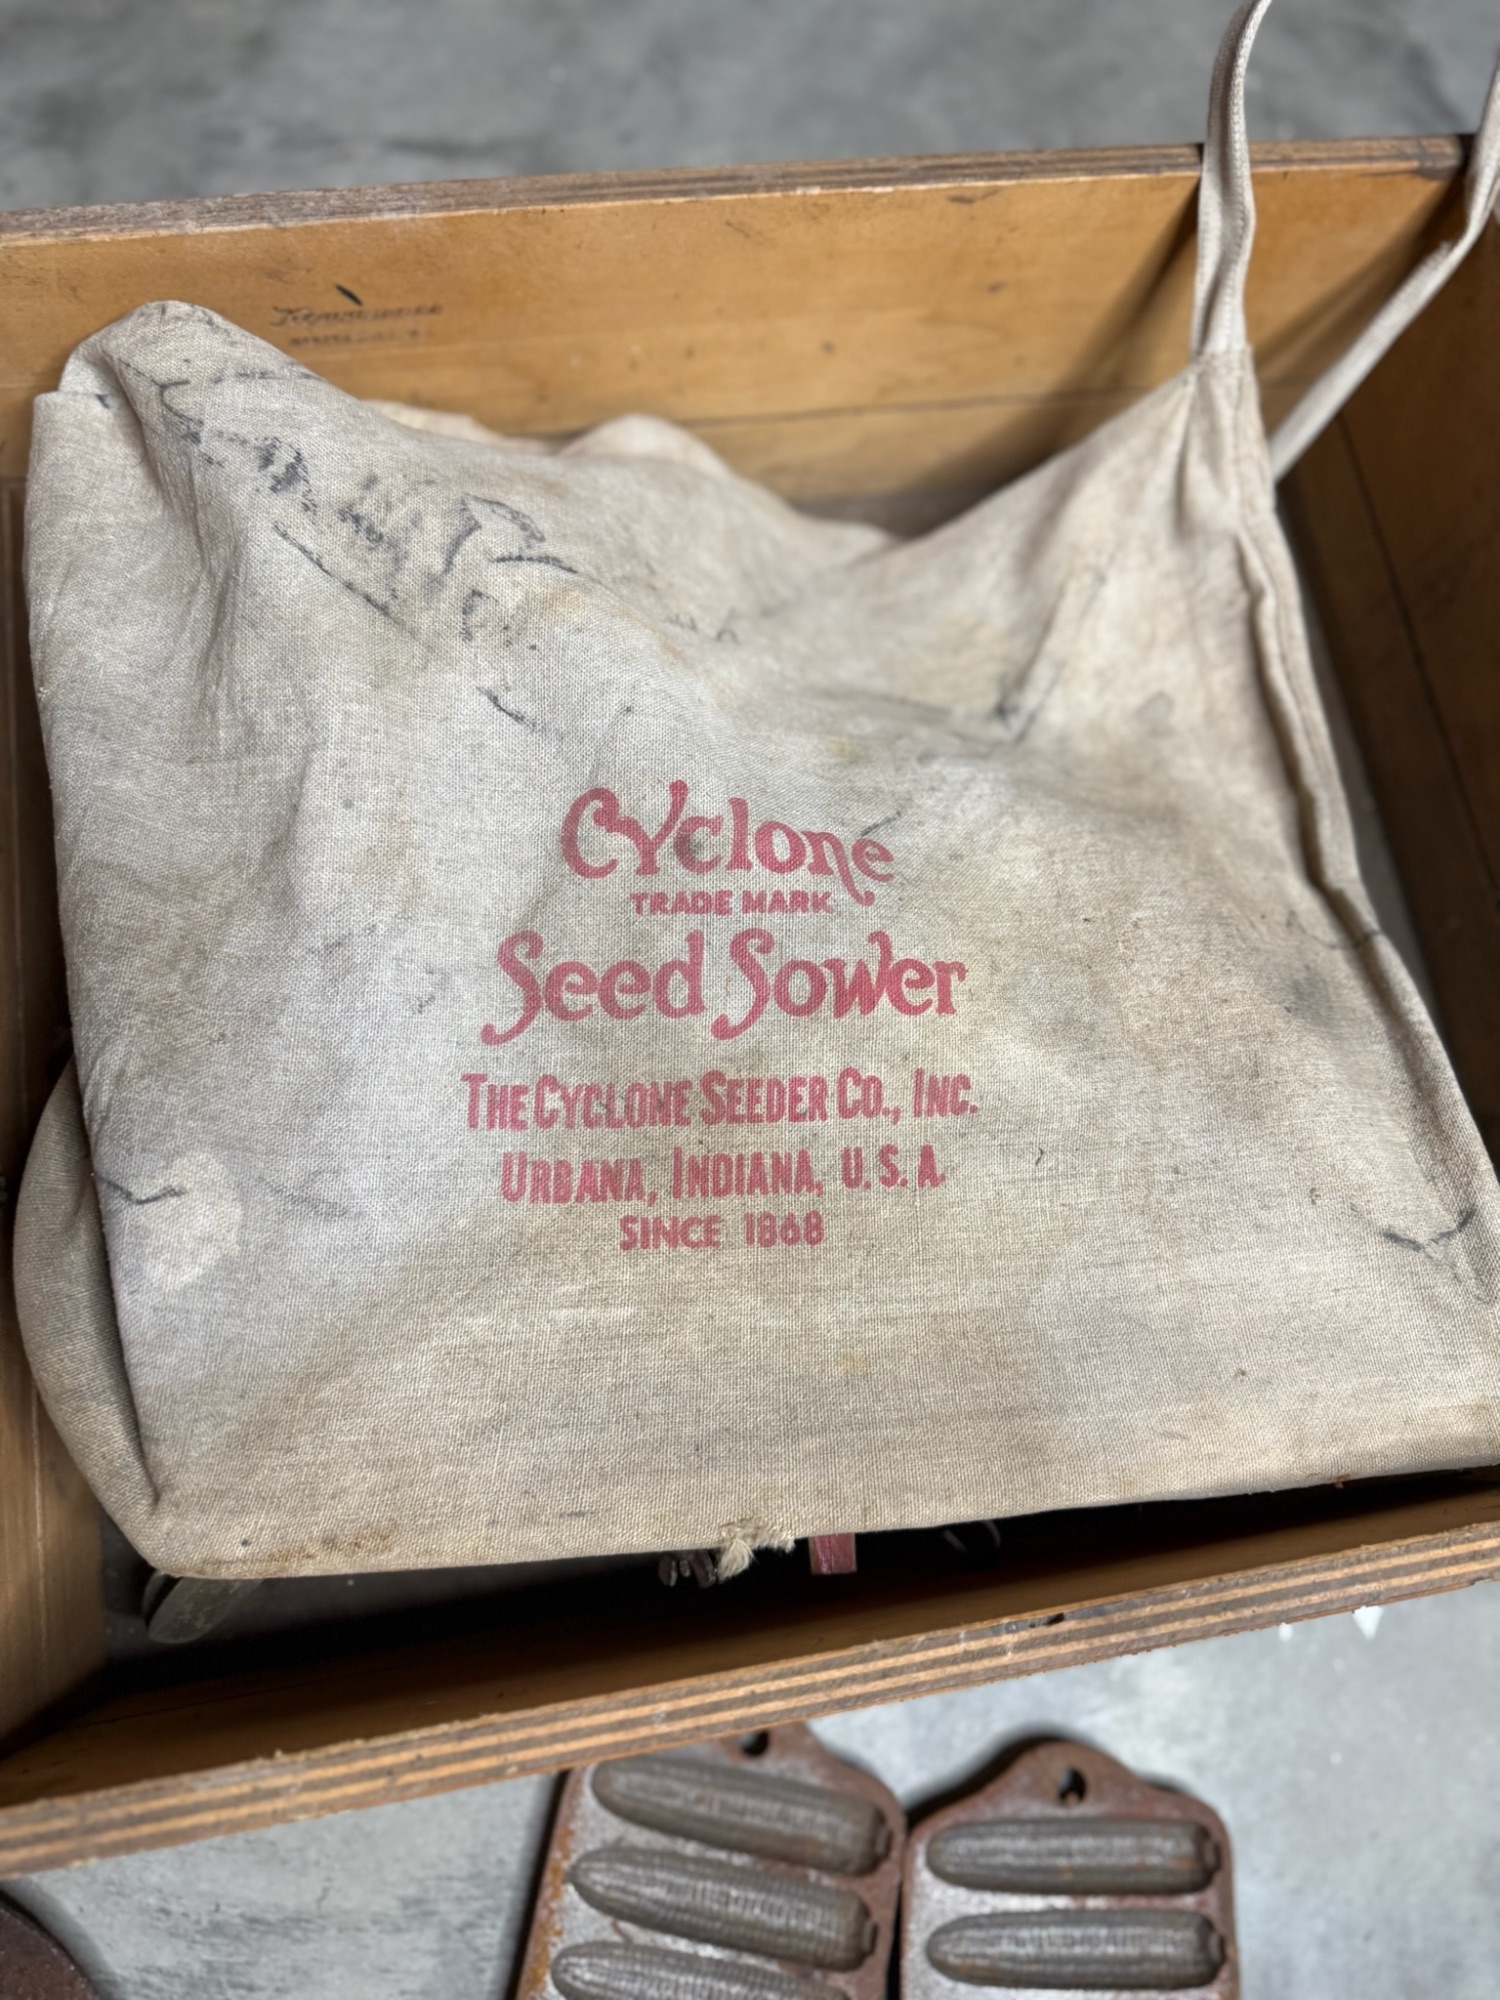 Cyclone
TRADE MARK
Seed Sower
THE CYCLONE SEEDER CO., INC.
URBANA, INDIANA, U.S.A.
SINCE 1868